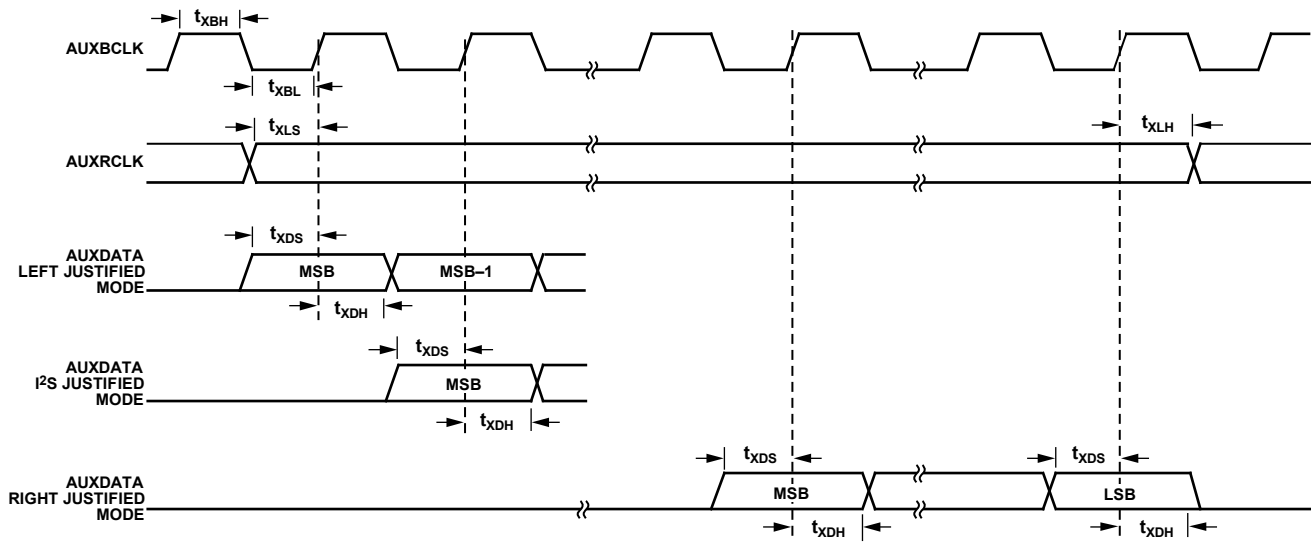 tXBH
AUXBCLK
tXBL
tXLS
tXLH
AUXRCLK
tXDS
AUXDATA
LEFT JUSTIFIED
MODE
MSB
MSB–1
tXDH
tXDS
AUXDATA
I²S JUSTIFIED
MODE
MSB
tXDH
tXDS
tXDS
AUXDATA
RIGHT JUSTIFIED
MODE
MSB
LSB
tXDH
tXDH